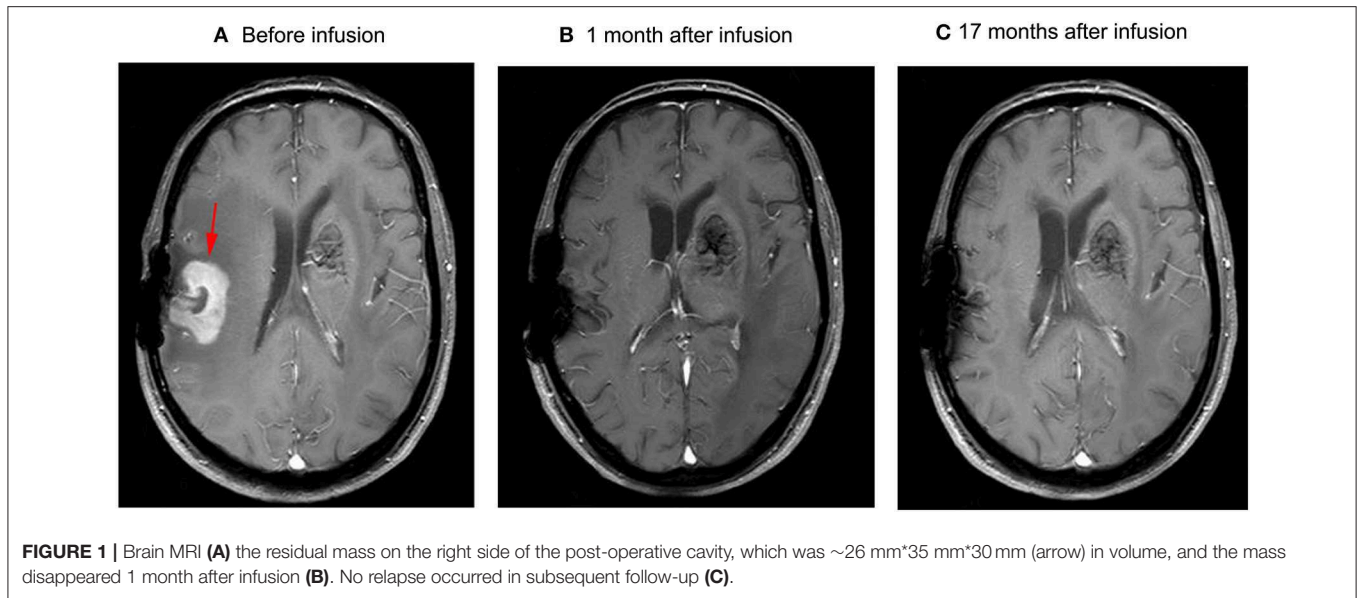 A Before infusion
B 1 month after infusion
C 17 months after infusion
FIGURE 1 | Brain MRI (A) the residual mass on the right side of the post-operative cavity, which was ~26 mm*35 mm*30 mm (arrow) in volume, and the mass
disappeared 1 month after infusion (B). No relapse occurred in subsequent follow-up (C).